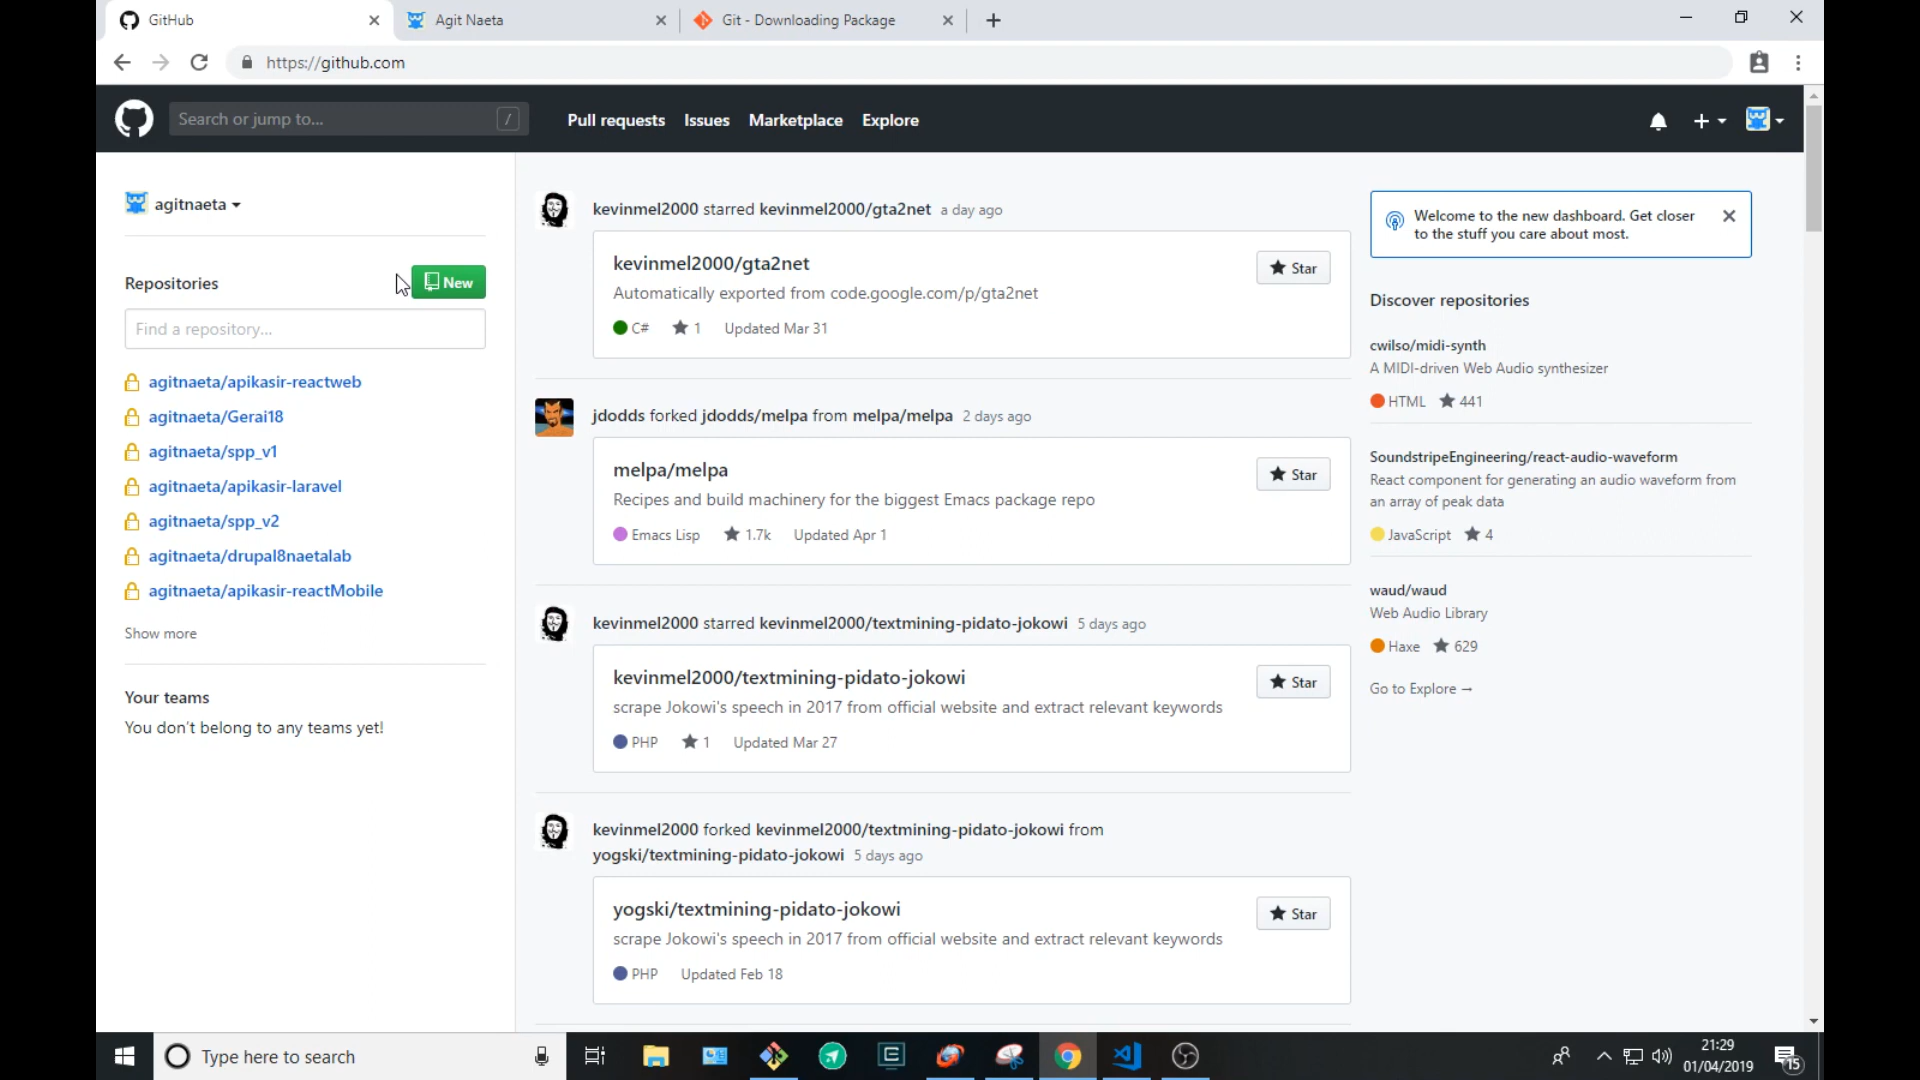 GitHub
Agit Naeta
Git - Downloading Package
https://github.com
Search or jump to...
/
Pull requests
Issues
Marketplace
Explore
agitnaeta
Repositories
New
Find a repository...
agitnaeta/apikasir-reactweb
agitnaeta/Gerai18
agitnaeta/spp_v1
agitnaeta/apikasir-laravel
agitnaeta/spp_v2
agitnaeta/drupal8naetalab
agitnaeta/apikasir-reactMobile
Show more
Your teams
You don't belong to any teams yet!
kevinmel2000 starred kevinmel2000/gta2net a day ago
kevinmel2000/gta2net
Star
Automatically exported from code.google.com/p/gta2net
C# 1 Updated Mar 31
jdodds forked jdodds/melpa from melpa/melpa 2 days ago
melpa/melpa
Star
Recipes and build machinery for the biggest Emacs package repo
Emacs Lisp 1.7k Updated Apr 1
kevinmel2000 starred kevinmel2000/textmining-pidato-jokowi 5 days ago
kevinmel2000/textmining-pidato-jokowi
Star
scrape Jokowi's speech in 2017 from official website and extract relevant keywords
PHP 1 Updated Mar 27
kevinmel2000 forked kevinmel2000/textmining-pidato-jokowi from
yogski/textmining-pidato-jokowi 5 days ago
yogski/textmining-pidato-jokowi
Star
scrape Jokowi's speech in 2017 from official website and extract relevant keywords
PHP Updated Feb 18
Welcome to the new dashboard. Get closer
to the stuff you care about most.
Discover repositories
cwilso/midi-synth
A MIDI-driven Web Audio synthesizer
HTML 441
SoundstripeEngineering/react-audio-waveform
React component for generating an audio waveform from
an array of peak data
JavaScript 4
waud/waud
Web Audio Library
Haxe 629
Go to Explore →
Type here to search
21:29
01/04/2019
15